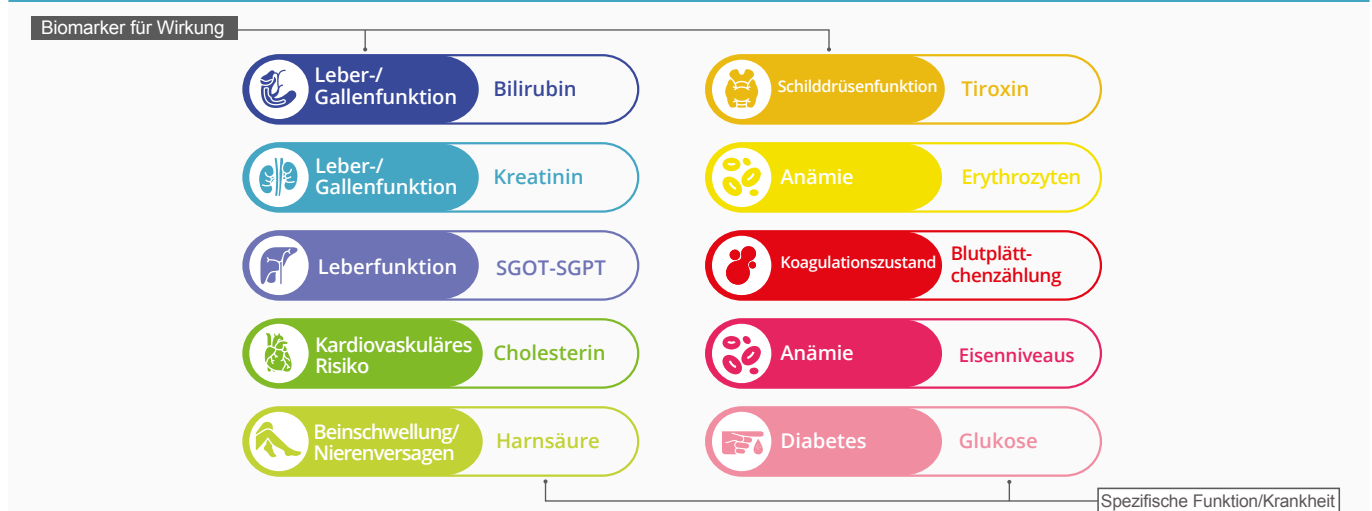 Biomarker für Wirkung
Leber-/
Gallenfunktion
Bilirubin
Leber-/
Gallenfunktion
Kreatinin
Leberfunktion
SGOT-SGPT
Kardiovaskuläres
Risiko
Cholesterin
Beinschwellung/
Nierenversagen
Harnsäure
Schilddrüsenfunktion
Tiroxin
Anämie
Erythrozyten
Koagulationszustand
Blutplätt-
chenzählung
Anämie
Eisenniveaus
Diabetes
Glukose
Spezifische Funktion/Krankheit